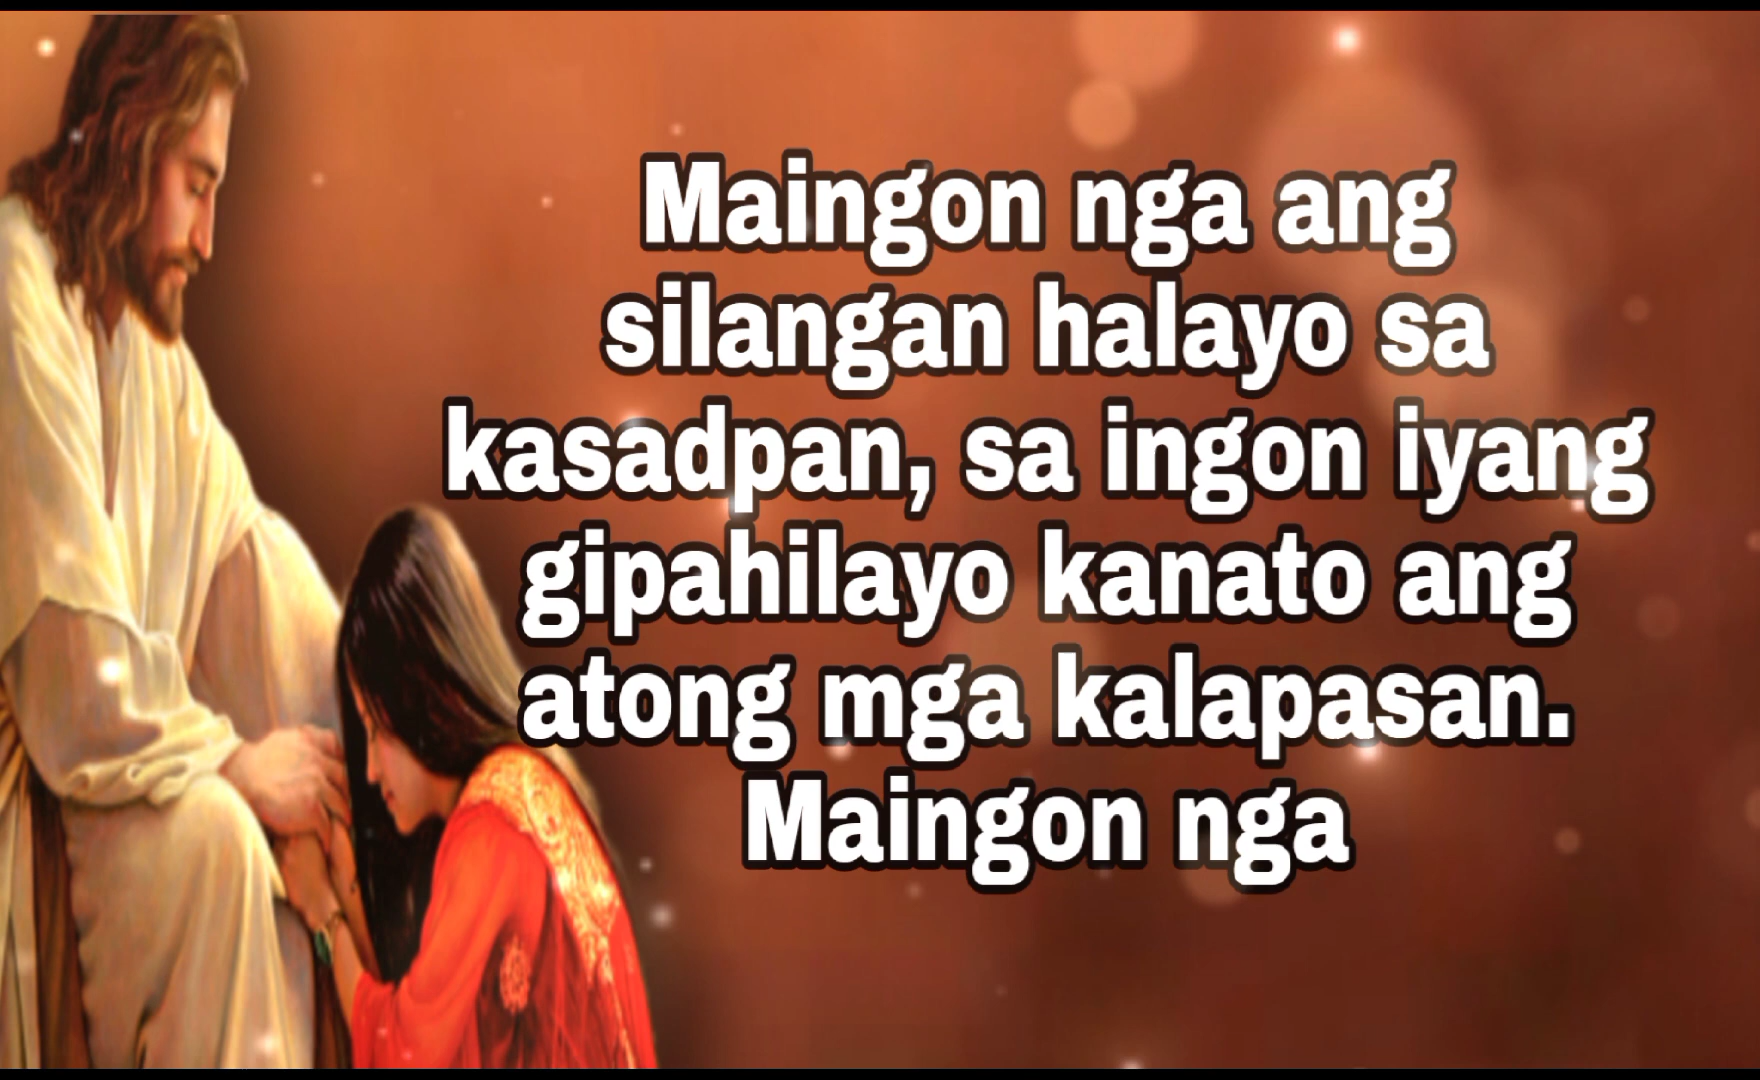 Maingon nga ang
silangan halayo sa
kasadpan, sa ingon iyang
gipahilayo kanato ang
atong mga kalapasan.
Maingon nga